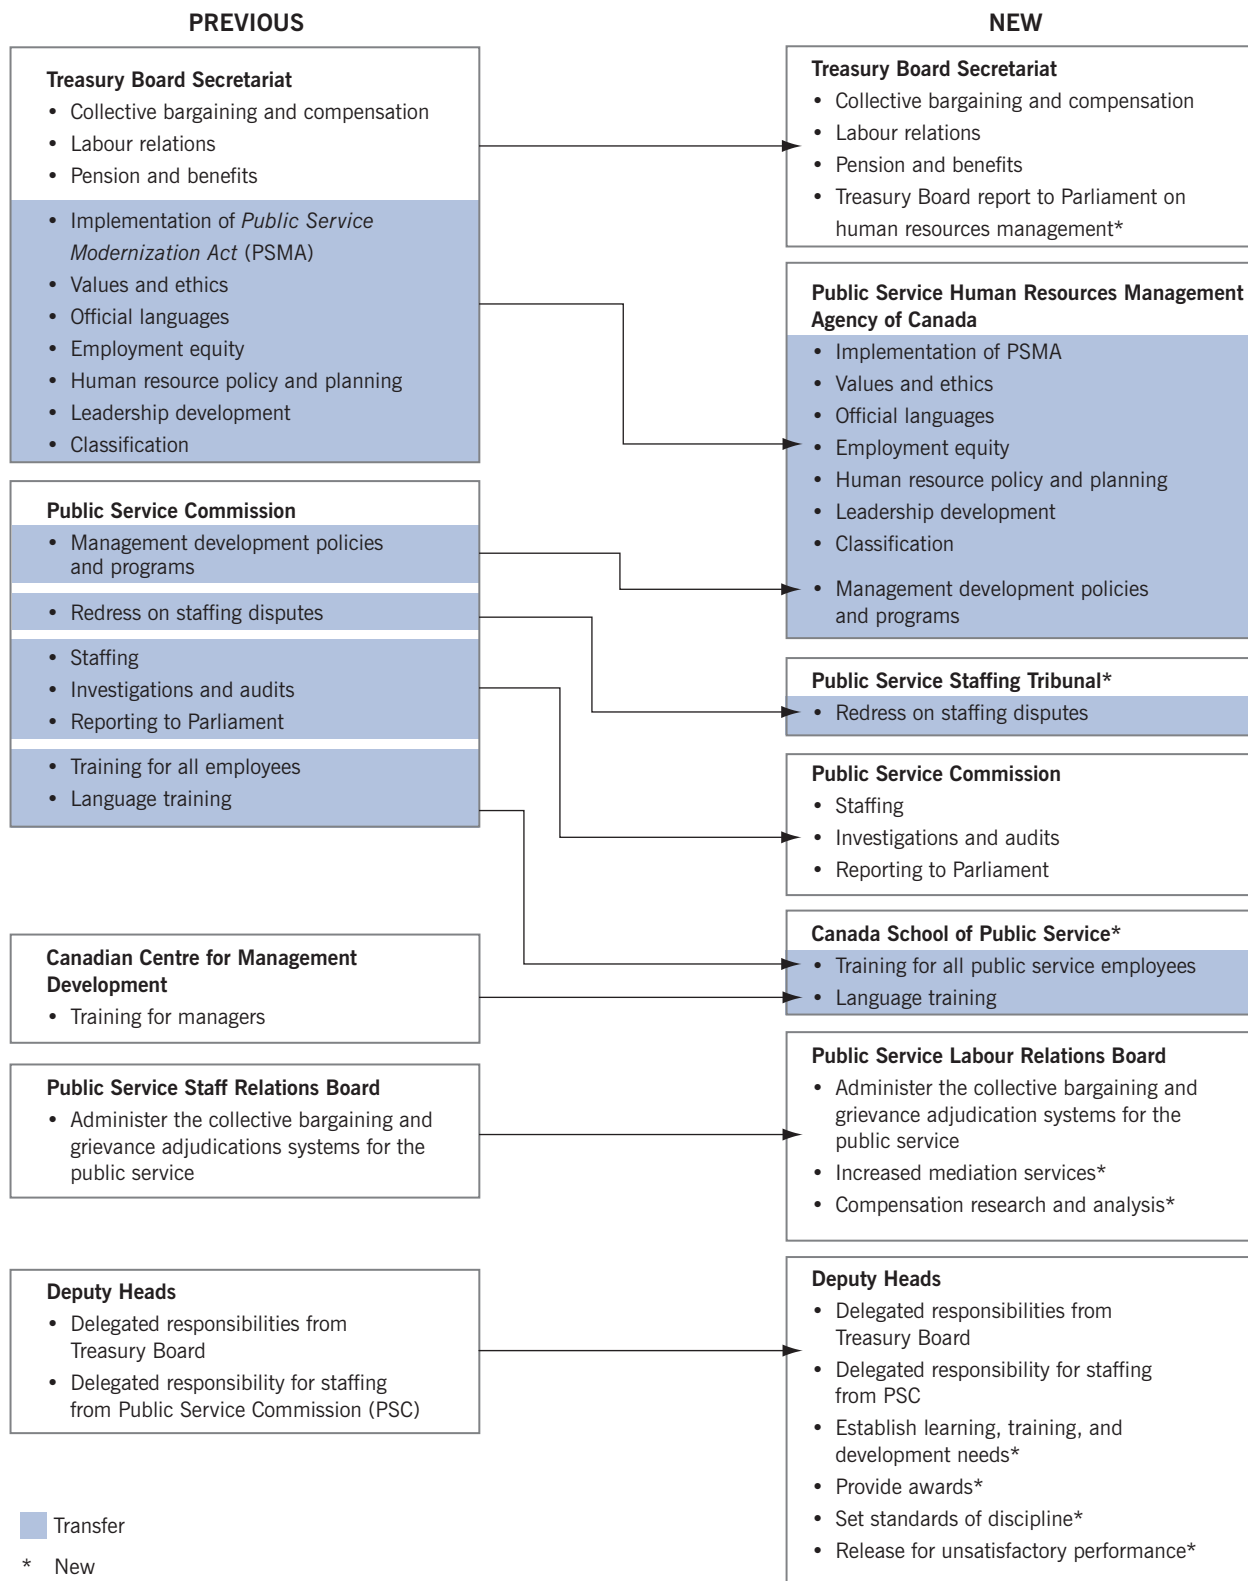 PREVIOUS
Treasury Board Secretariat
• Collective bargaining and compensation
• Labour relations
• Pension and benefits
• Implementation of Public Service
Modernization Act (PSMA)
• Values and ethics
• Official languages
• Employment equity
• Human resource policy and planning
• Leadership development
• Classification
Public Service Commission
• Management development policies
and programs
• Redress on staffing disputes
• Staffing
• Investigations and audits
• Reporting to Parliament
• Training for all employees
• Language training
Canadian Centre for Management
Development
• Training for managers
Public Service Staff Relations Board
• Administer the collective bargaining and
grievance adjudications systems for the
public service
Deputy Heads
• Delegated responsibilities from
Treasury Board
• Delegated responsibility for staffing
from Public Service Commission (PSC)
Transfer
* New
NEW
Treasury Board Secretariat
• Collective bargaining and compensation
• Labour relations
• Pension and benefits
• Treasury Board report to Parliament on
human resources management*
Public Service Human Resources Management
Agency of Canada
• Implementation of PSMA
• Values and ethics
• Official languages
• Employment equity
• Human resource policy and planning
• Leadership development
• Classification
• Management development policies
and programs
Public Service Staffing Tribunal*
• Redress on staffing disputes
Public Service Commission
• Staffing
• Investigations and audits
• Reporting to Parliament
Canada School of Public Service*
• Training for all public service employees
• Language training
Public Service Labour Relations Board
• Administer the collective bargaining and
grievance adjudication systems for the
public service
• Increased mediation services*
• Compensation research and analysis*
Deputy Heads
• Delegated responsibilities from
Treasury Board
• Delegated responsibility for staffing
from PSC
• Establish learning, training, and
development needs*
• Provide awards*
• Set standards of discipline*
• Release for unsatisfactory performance*